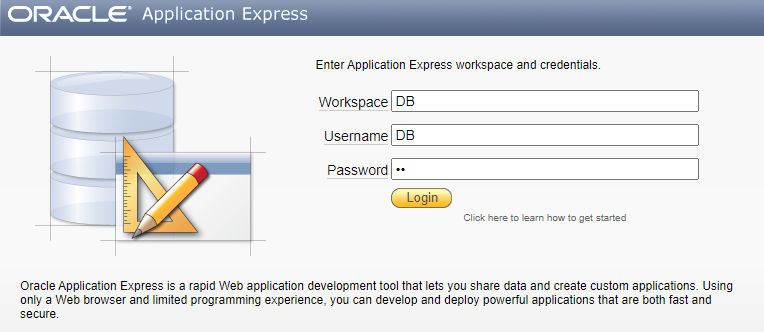 ORACLE® Application Express
Enter Application Express workspace and credentials.
Workspace DB
Username DB
Password ••
Login
Click here to learn how to get started
Oracle Application Express is a rapid Web application development tool that lets you share data and create custom applications. Using
only a Web browser and limited programming experience, you can develop and deploy powerful applications that are both fast and
secure.